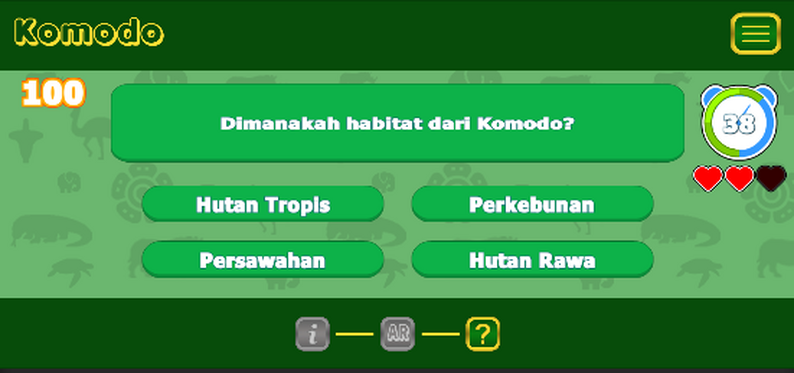 Komodo
100
Dimanakah habitat dari Komodo?
38
Hutan Tropis
Perkebunan
Persawahan
Hutan Rawa
i
AR
?